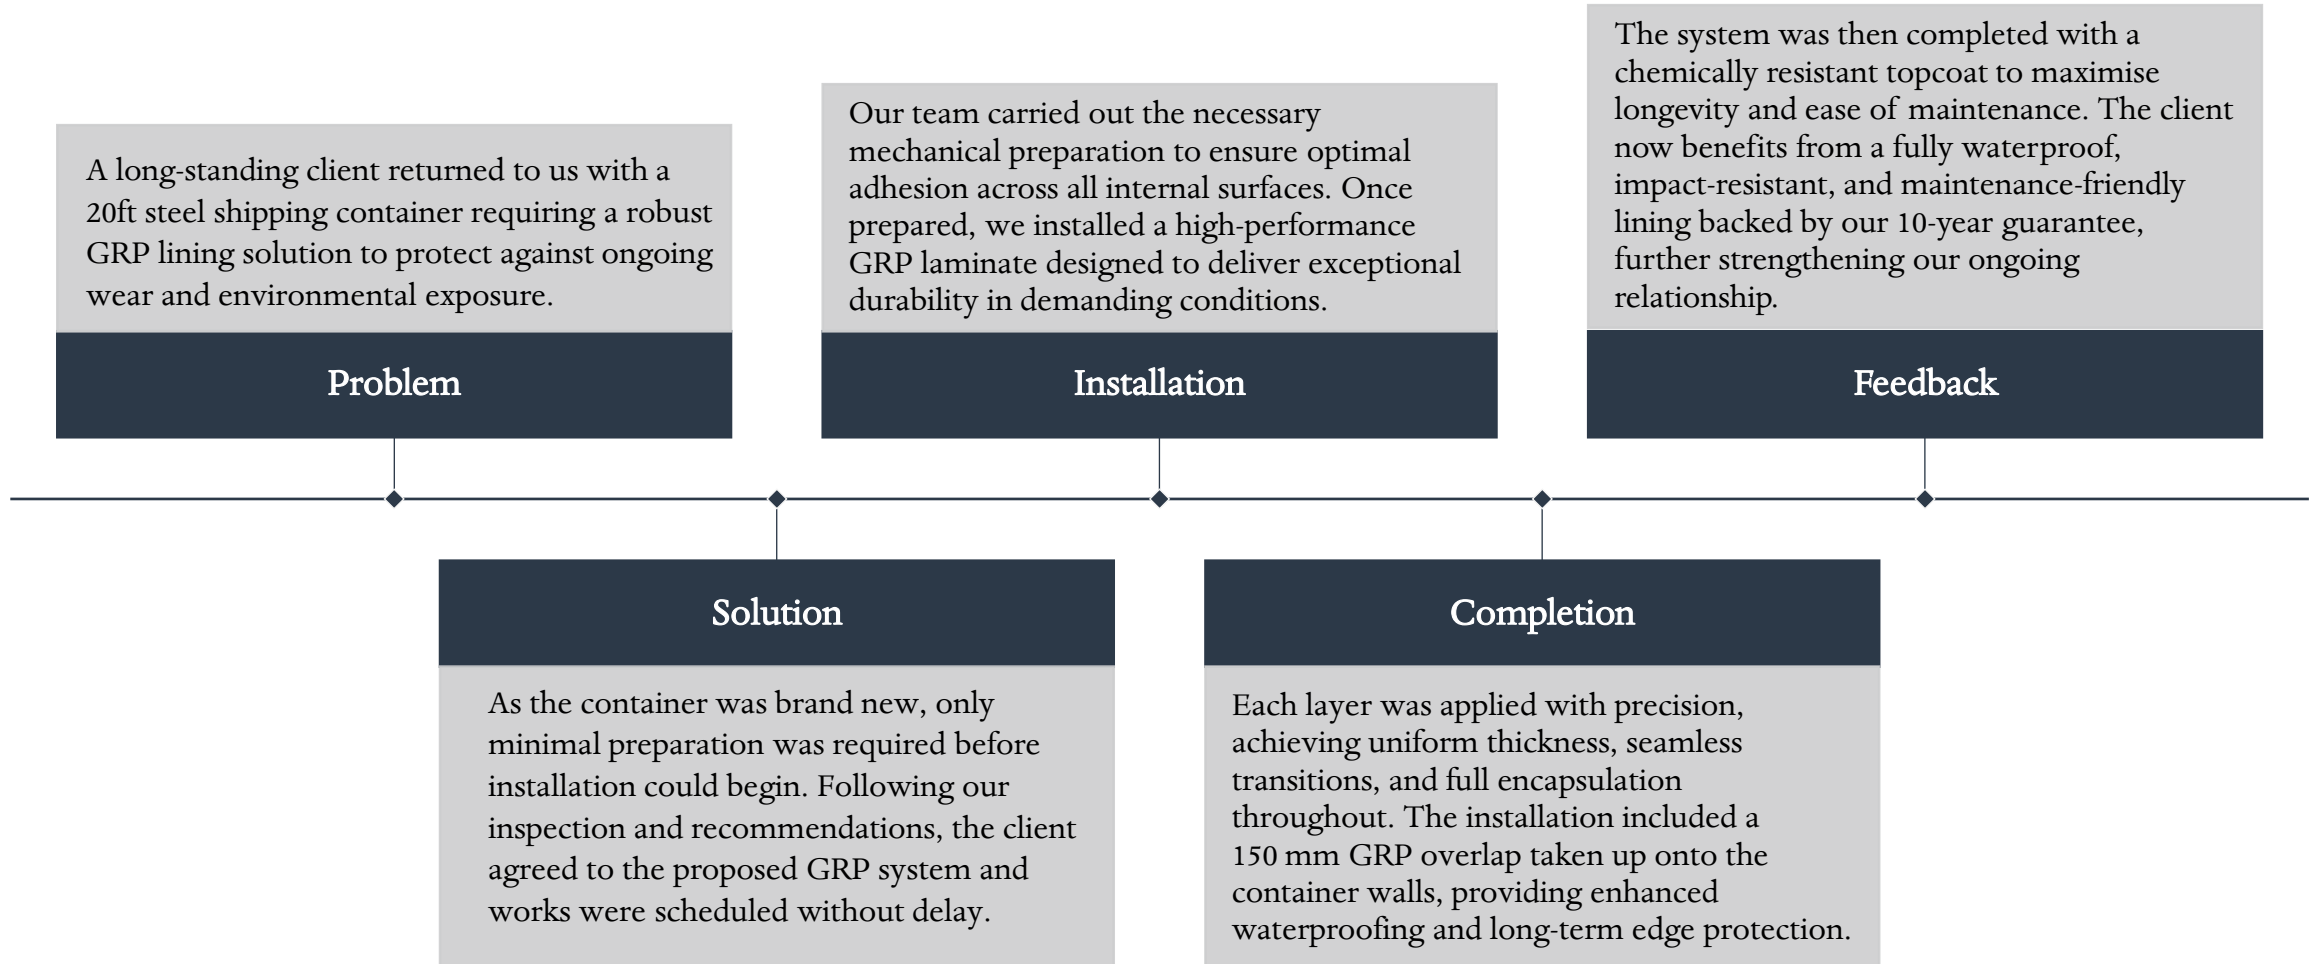 A long-standing client returned to us with a
20ft steel shipping container requiring a robust
GRP lining solution to protect against ongoing
wear and environmental exposure.
Problem
As the container was brand new, only
minimal preparation was required before
installation could begin. Following our
inspection and recommendations, the client
agreed to the proposed GRP system and
works were scheduled without delay.
Solution
Our team carried out the necessary
mechanical preparation to ensure optimal
adhesion across all internal surfaces. Once
prepared, we installed a high-performance
GRP laminate designed to deliver exceptional
durability in demanding conditions.
Installation
Completion
Each layer was applied with precision,
achieving uniform thickness, seamless
transitions, and full encapsulation
throughout. The installation included a
150 mm GRP overlap taken up onto the
container walls, providing enhanced
waterproofing and long-term edge protection.
The system was then completed with a
chemically resistant topcoat to maximise
longevity and ease of maintenance. The client
now benefits from a fully waterproof,
impact-resistant, and maintenance-friendly
lining backed by our 10-year guarantee,
further strengthening our ongoing
relationship.
Feedback